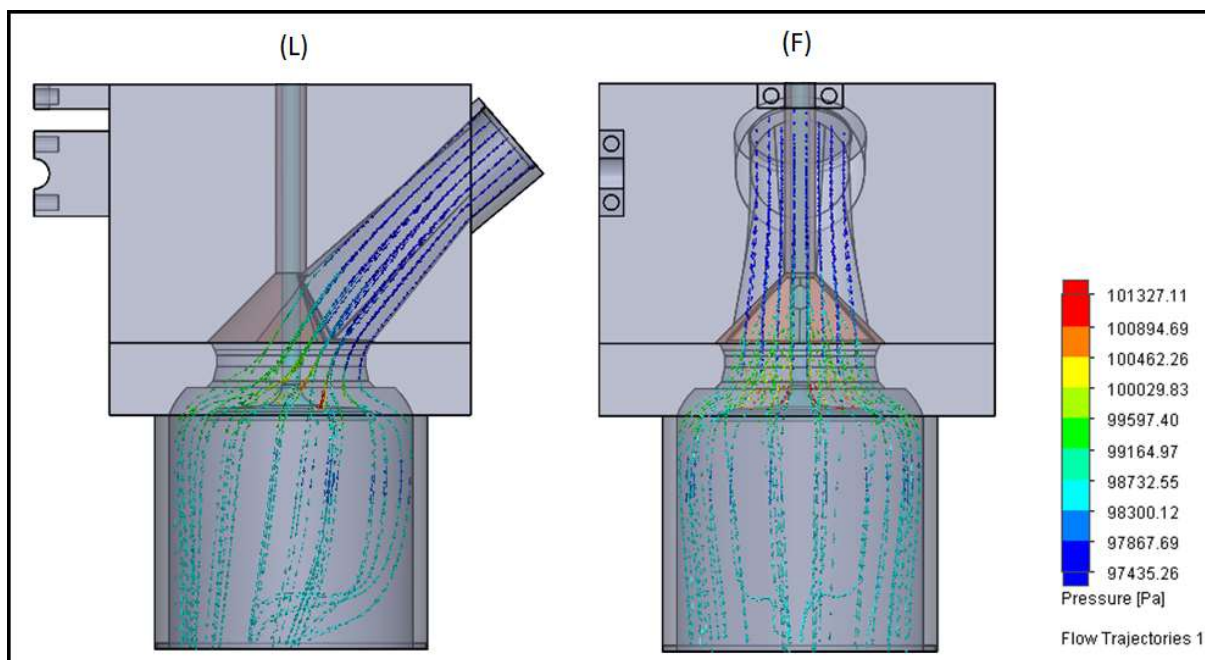 (L)
(F)
101327.11
100894.69
100462.26
100029.83
99597.40
99164.97
98732.55
98300.12
97867.69
97435.26
Pressure [Pa]
Flow Trajectories 1